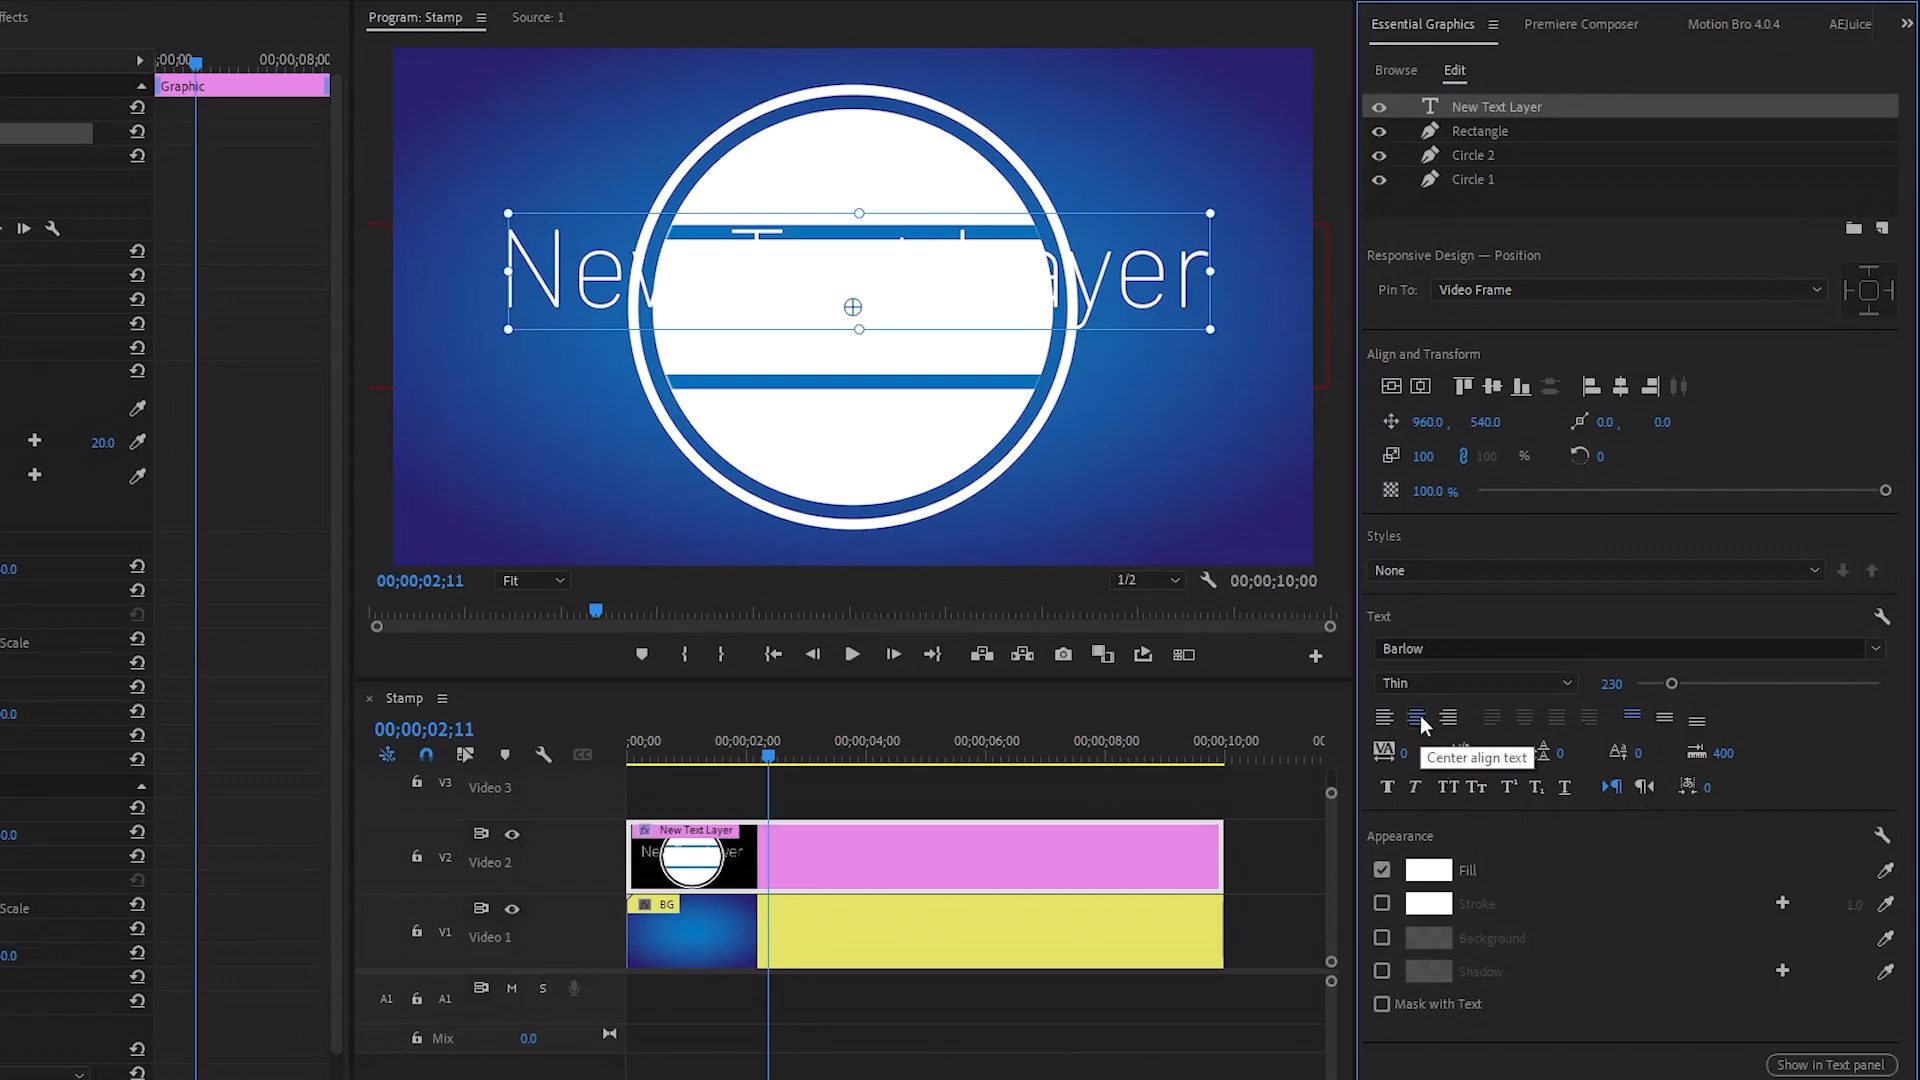 ffects
Program: Stamp
Source: 1
Essential Graphics
Premiere Composer
Motion Bro 4.0.4
AEJuice
;00;00
00;00;08;00
Browse
Edit
Graphic
New Text Layer
Rectangle
Circle 2
Circle 1
Responsive Design — Position
Pin To:
Video Frame
New Text Layer
Align and Transform
960.0 ,
540.0
0.0 ,
0.0
20.0
100
100
%
0
100.0 %
Styles
0.0
00;00;02;11
Fit
1/2
00;00;10;00
None
Text
Scale
Barlow
Thin
230
Stamp
0.0
00;00;02;11
;00;00
00;00;02;00
00;00;04;00
00;00;06;00
00;00;08;00
00;00;10;00
00
0
Center align text
0
0
400
V3
Video 3
T T TT TT T¹ T₁ T
0
New Text Layer
V2
Video 2
0.0
Appearance
Fill
Scale
BG
V1
Video 1
Stroke
1.0
Background
0.0
Shadow
A1
A1
M
S
Mask with Text
Mix
0.0
Show in Text panel